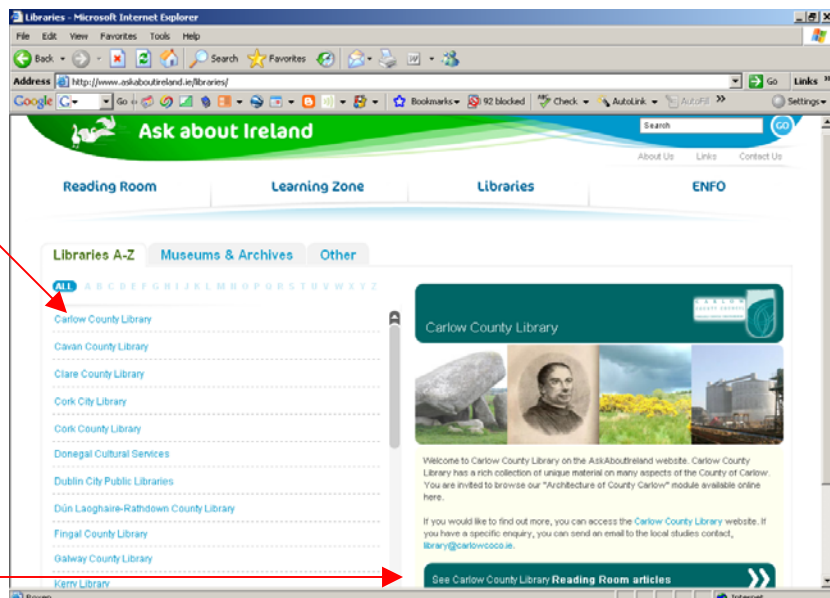 Libraries - Microsoft Internet Explorer
File Edit View Favorites Tools Help
Back Search Favorites
Address http://www.askaboutireland.ie/libraries/ Go Links »
Google G Go Bookmarks 92 blocked Check AutoLink AutoFill » Settings
Ask about Ireland
Search GO
About Us Links Contact Us
Reading Room Learning Zone Libraries ENFO
Libraries A-Z Museums & Archives Other
ALL A B C D E F G H I J K L M N O P Q R S T U V W X Y Z
Carlow County Library
Cavan County Library
Clare County Library
Cork City Library
Cork County Library
Donegal Cultural Services
Dublin City Public Libraries
Dún Laoghaire-Rathdown County Library
Fingal County Library
Galway County Library
Kerry Library
CARLOW
Carlow County Library
Welcome to Carlow County Library on the AskAboutIreland website. Carlow County
Library has a rich collection of unique material on many aspects of the County of Carlow.
You are invited to browse our "Architecture of County Carlow" module available online
here.
If you would like to find out more, you can access the Carlow County Library website. If
you have a specific enquiry, you can send an email to the local studies contact,
library@carlowcoco.ie.
See Carlow County Library Reading Room articles
Internet